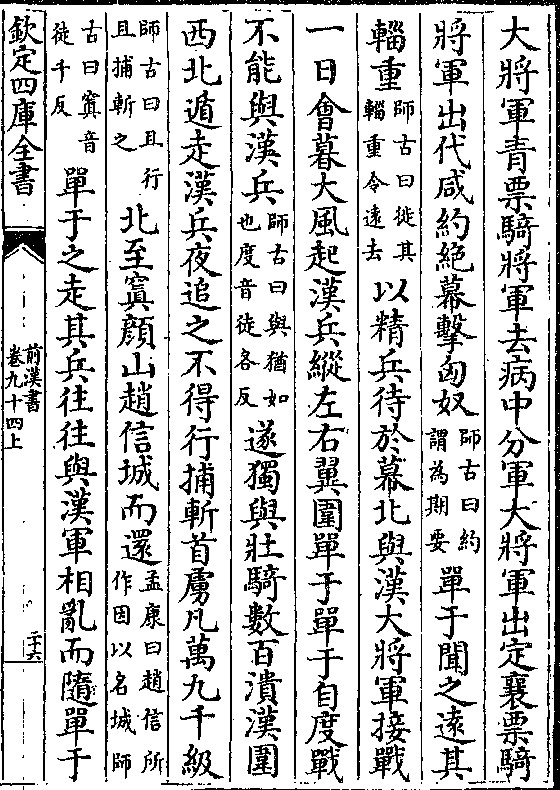 大將軍青票騎將軍去病中分軍大將軍出定襄票騎
將軍出代咸約絕幕擊匈奴師古曰約謂為期要單于聞之遠其
輜重師古曰徙其輜重令遠去以精兵待於幕北與漢大將軍接戰
一日會暮大風起漢兵縱左右翼圍單于單于自度戰
不能與漢兵師古曰與猶如也度音徒各反遂獨與壯騎數百潰漢圍
西北遁走漢兵夜追之不得行捕斬首虜凡萬九千級
師古曰且行且捕斬之北至寘顏山趙信城而還孟康曰趙信所作因以名城師
古曰寘音徒千反單于之走其兵往往與漢軍相亂而隨單于
欽定四庫全書
前漢書
卷九十四上
二十六